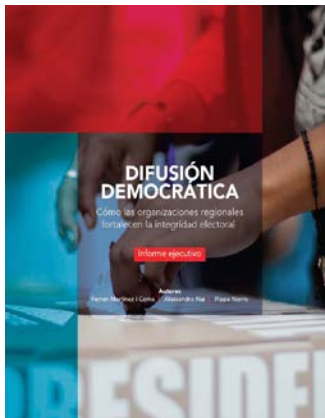 DIFUSIÓN
DEMOCRÁTICA
Cómo las organizaciones regionales
fortalecen la integridad electoral
Informe ejecutivo
Autores
Ferran Martínez i Coma | Alessandro Nai | Pippa Norris
PRESIDEN